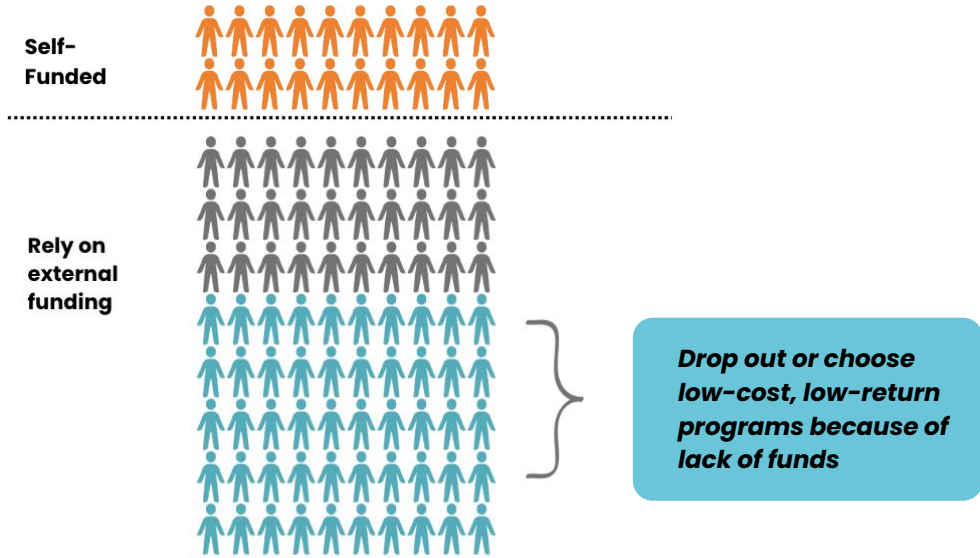 Self-
Funded
Rely on
external
funding
Drop out or choose
low-cost, low-return
programs because of
lack of funds